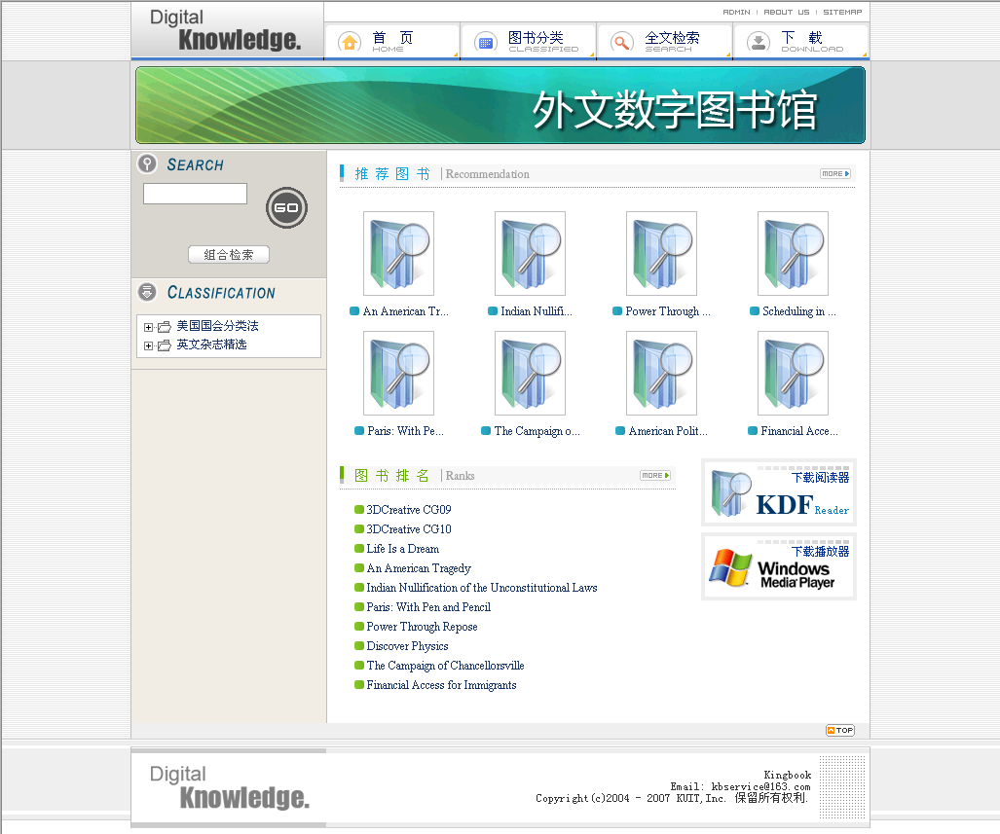 Digital
Knowledge.
ADMIN | ABOUT US | SITEMAP
首 页
HOME
图书分类
CLASSIFIED
全文检索
SEARCH
下 载
DOWNLOAD
外文数字图书馆
SEARCH
GO
组合检索
CLASSIFICATION
美国国会分类法
英文杂志精选
推 荐 图 书 | Recommendation
MORE
An American Tr...
Indian Nullifi...
Power Through ...
Scheduling in ...
Paris: With Pe...
The Campaign o...
American Polit...
Financial Acce...
图 书 排 名 | Ranks
MORE
3DCreative CG09
3DCreative CG10
Life Is a Dream
An American Tragedy
Indian Nullification of the Unconstitutional Laws
Paris: With Pen and Pencil
Power Through Repose
Discover Physics
The Campaign of Chancellorsville
Financial Access for Immigrants
下载阅读器
KDF Reader
下载播放器
Windows
Media Player
TOP
Digital
Knowledge.
Kingbook
Email: kbservice@163.com
Copyright(c)2004 - 2007 KUIT,Inc. 保留所有权利.